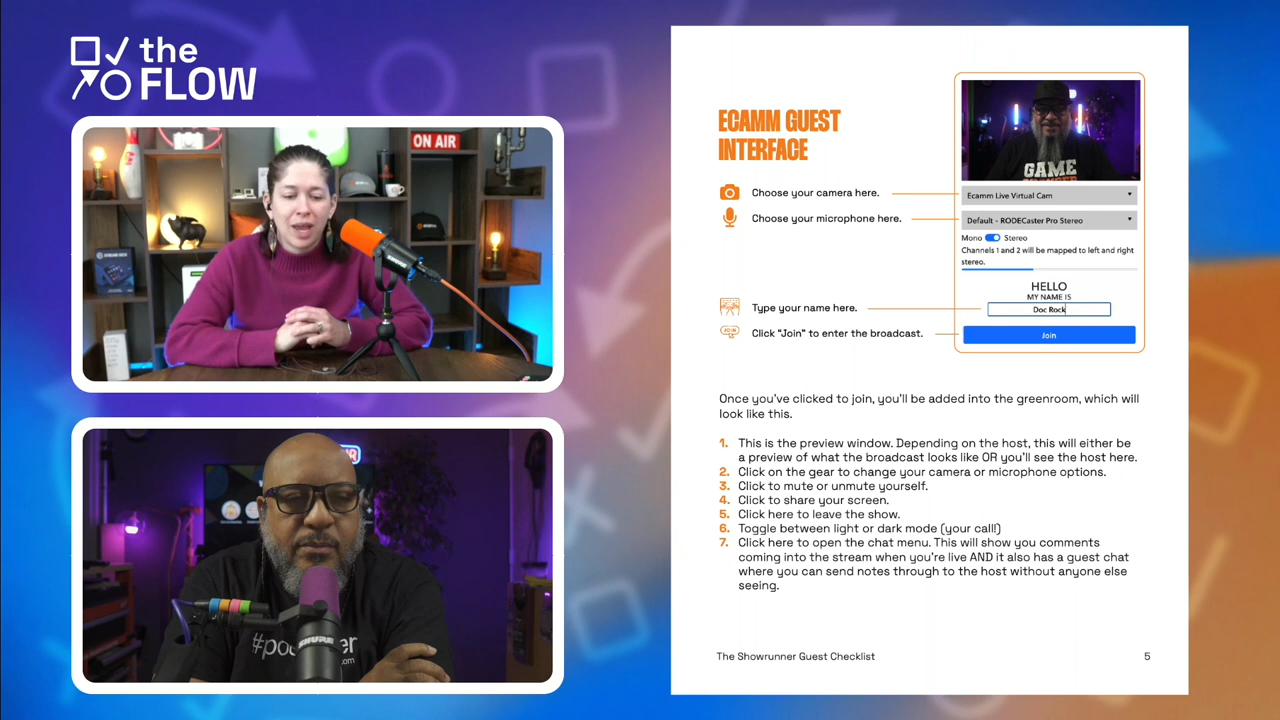 the
FLOW
ON AIR
#po
er
.com
SHURE
ECAMM GUEST
INTERFACE
Choose your camera here.
Choose your microphone here.
Type your name here.
JOIN
Click “Join” to enter the broadcast.
GAME
Ecamm Live Virtual Cam
Default - RODECaster Pro Stereo
Mono
Stereo
Channels 1 and 2 will be mapped to left and right
stereo.
HELLO
MY NAME IS
Doc Rock
Join
Once you’ve clicked to join, you’ll be added into the greenroom, which will
look like this.
1. This is the preview window. Depending on the host, this will either be
a preview of what the broadcast looks like OR you’ll see the host here.
2. Click on the gear to change your camera or microphone options.
3. Click to mute or unmute yourself.
4. Click to share your screen.
5. Click here to leave the show.
6. Toggle between light or dark mode (your call!)
7. Click here to open the chat menu. This will show you comments
coming into the stream when you’re live AND it also has a guest chat
where you can send notes through to the host without anyone else
seeing.
The Showrunner Guest Checklist
5